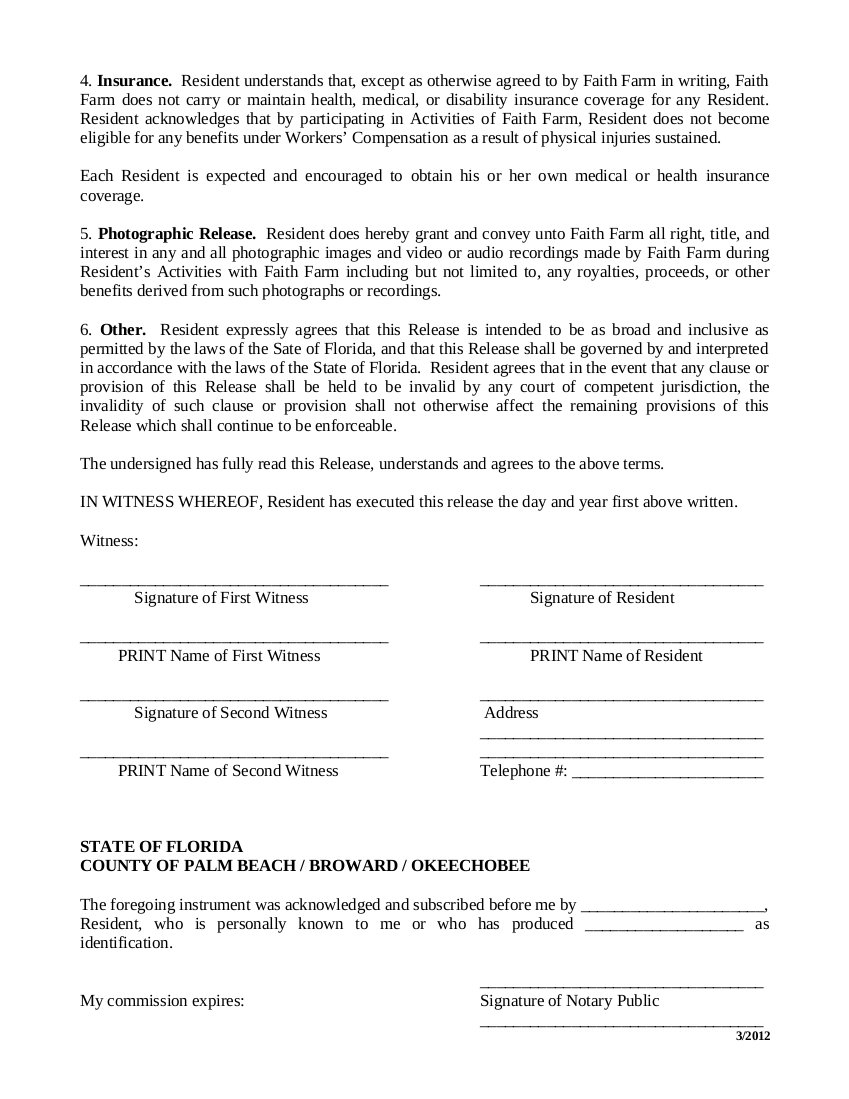 4. Insurance. Resident understands that, except as otherwise agreed to by Faith Farm in writing, Faith
Farm does not carry or maintain health, medical, or disability insurance coverage for any Resident.
Resident acknowledges that by participating in Activities of Faith Farm, Resident does not become
eligible for any benefits under Workers’ Compensation as a result of physical injuries sustained.
Each Resident is expected and encouraged to obtain his or her own medical or health insurance
coverage.
5. Photographic Release. Resident does hereby grant and convey unto Faith Farm all right, title, and
interest in any and all photographic images and video or audio recordings made by Faith Farm during
Resident’s Activities with Faith Farm including but not limited to, any royalties, proceeds, or other
benefits derived from such photographs or recordings.
6. Other. Resident expressly agrees that this Release is intended to be as broad and inclusive as
permitted by the laws of the Sate of Florida, and that this Release shall be governed by and interpreted
in accordance with the laws of the State of Florida. Resident agrees that in the event that any clause or
provision of this Release shall be held to be invalid by any court of competent jurisdiction, the
invalidity of such clause or provision shall not otherwise affect the remaining provisions of this
Release which shall continue to be enforceable.
The undersigned has fully read this Release, understands and agrees to the above terms.
IN WITNESS WHEREOF, Resident has executed this release the day and year first above written.
Witness:
_____________________________________ __________________________________
Signature of First Witness Signature of Resident
_____________________________________ __________________________________
PRINT Name of First Witness PRINT Name of Resident
_____________________________________ __________________________________
Signature of Second Witness Address
__________________________________
_____________________________________ __________________________________
PRINT Name of Second Witness Telephone #: _______________________
STATE OF FLORIDA
COUNTY OF PALM BEACH / BROWARD / OKEECHOBEE
The foregoing instrument was acknowledged and subscribed before me by ______________________,
Resident, who is personally known to me or who has produced ___________________ as
identification.
__________________________________
My commission expires: Signature of Notary Public
__________________________________
3/2012